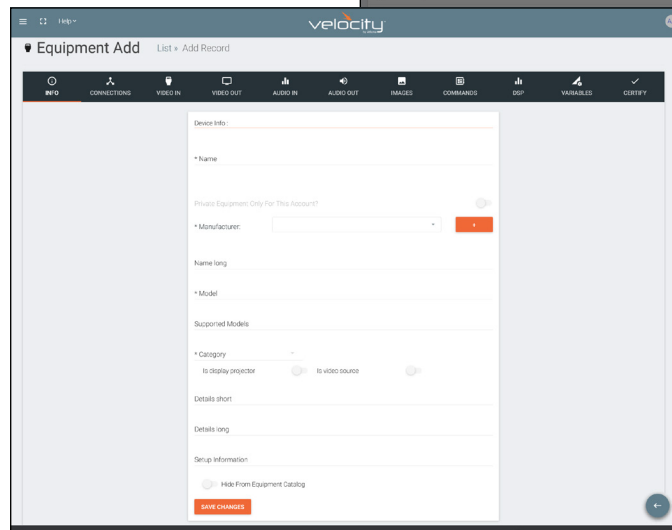 Help
velocity
Equipment Add List » Add Record
INFO CONNECTIONS VIDEO IN VIDEO OUT AUDIO IN AUDIO OUT IMAGES COMMANDS DSP VARIABLES CERTIFY
Device Info :
* Name
Private Equipment Only For This Account?
* Manufacturer:
Name long
* Model
Supported Models
* Category
Is display projector Is video source
Details short
Details long
Setup Information
Hide From Equipment Catalog
SAVE CHANGES